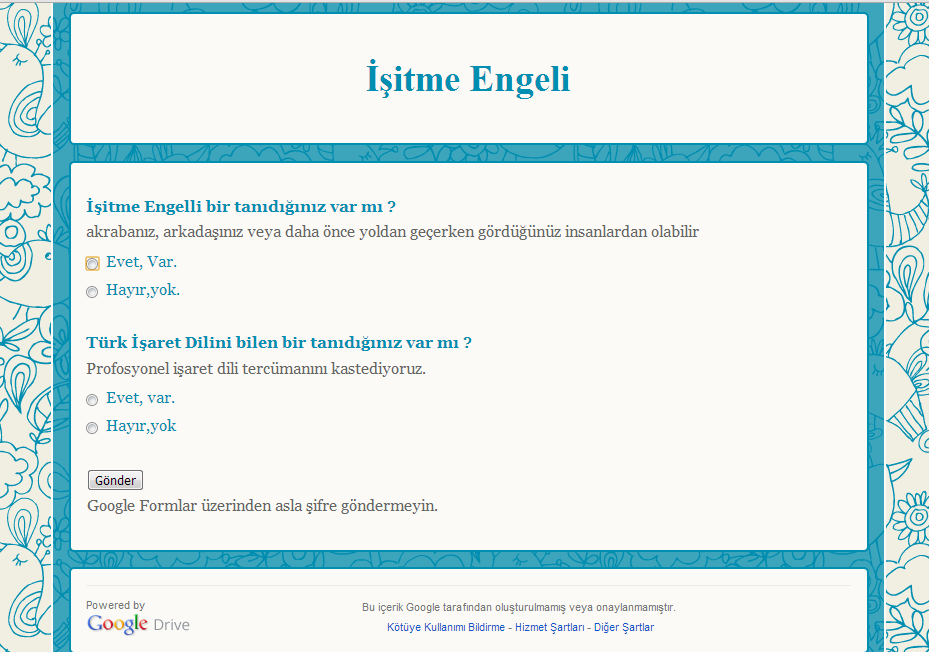 İşitme Engeli
İşitme Engelli bir tanıdığınız var mı ?
akrabanız, arkadaşınız veya daha önce yoldan geçerken gördüğünüz insanlardan olabilir
Evet, Var.
Hayır,yok.
Türk İşaret Dilini bilen bir tanıdığınız var mı ?
Profosyonel işaret dili tercümanını kastediyoruz.
Evet, var.
Hayır,yok
Gönder
Google Formlar üzerinden asla şifre göndermeyin.
Powered by
Google Drive
Bu içerik Google tarafından oluşturulmamış veya onaylanmamıştır.
Kötüye Kullanımı Bildirme - Hizmet Şartları - Diğer Şartlar